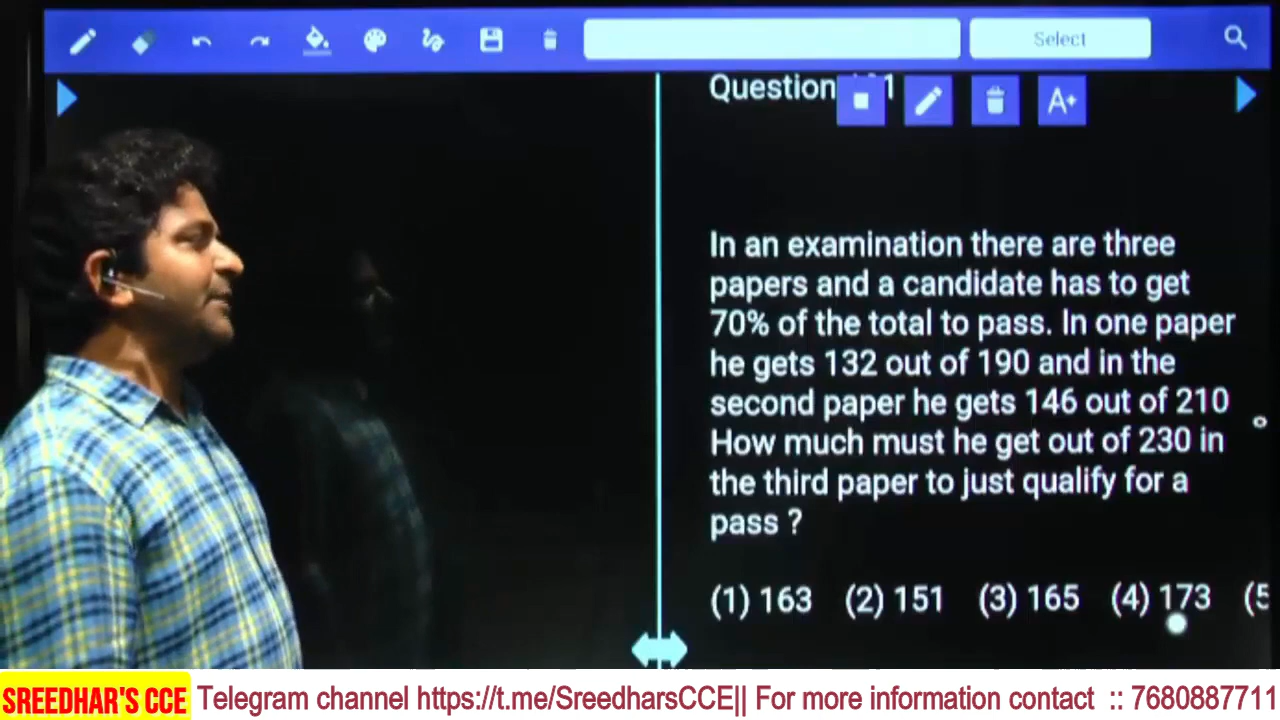 Select
Question
A+
In an examination there are three
papers and a candidate has to get
70% of the total to pass. In one paper
he gets 132 out of 190 and in the
second paper he gets 146 out of 210
How much must he get out of 230 in
the third paper to just qualify for a
pass ?
(1) 163 (2) 151 (3) 165 (4) 173 (5
SREEDHAR'S CCE Telegram channel https://t.me/SreedharsCCE|| For more information contact :: 7680887711